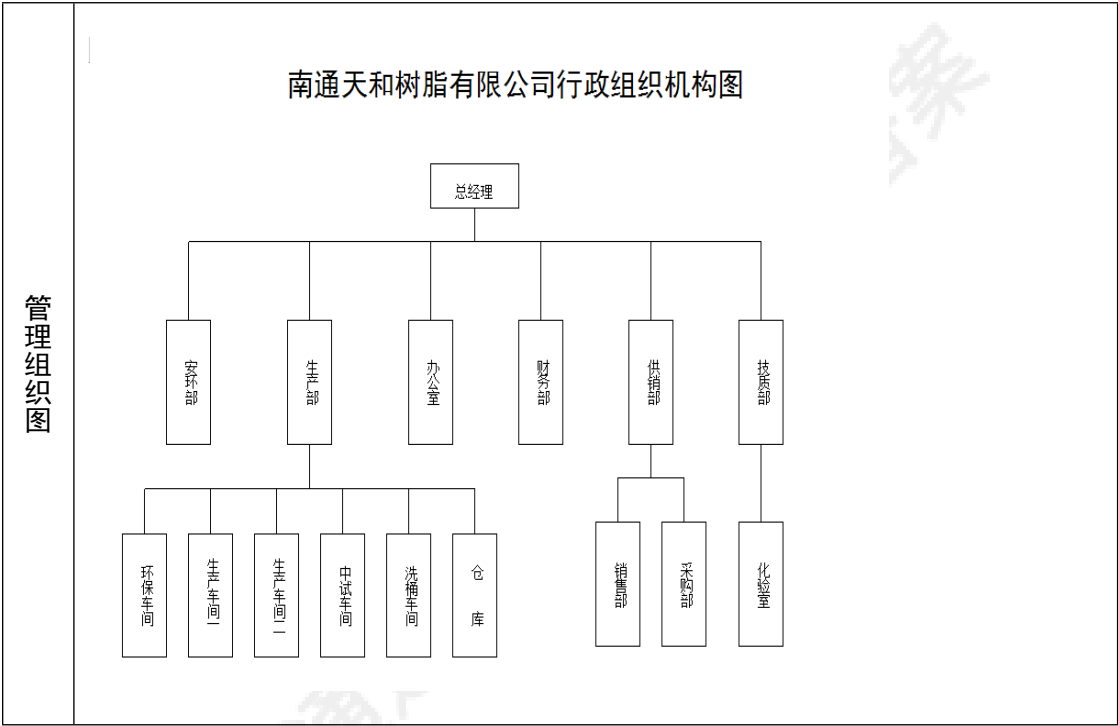 南通天和树脂有限公司行政组织机构图
管理组织图
总经理
安环部
生产部
办公室
财务部
供销部
技质部
环保车间
生产车间一
生产车间二
中试车间
洗桶车间
仓库
销售部
采购部
化验室
案